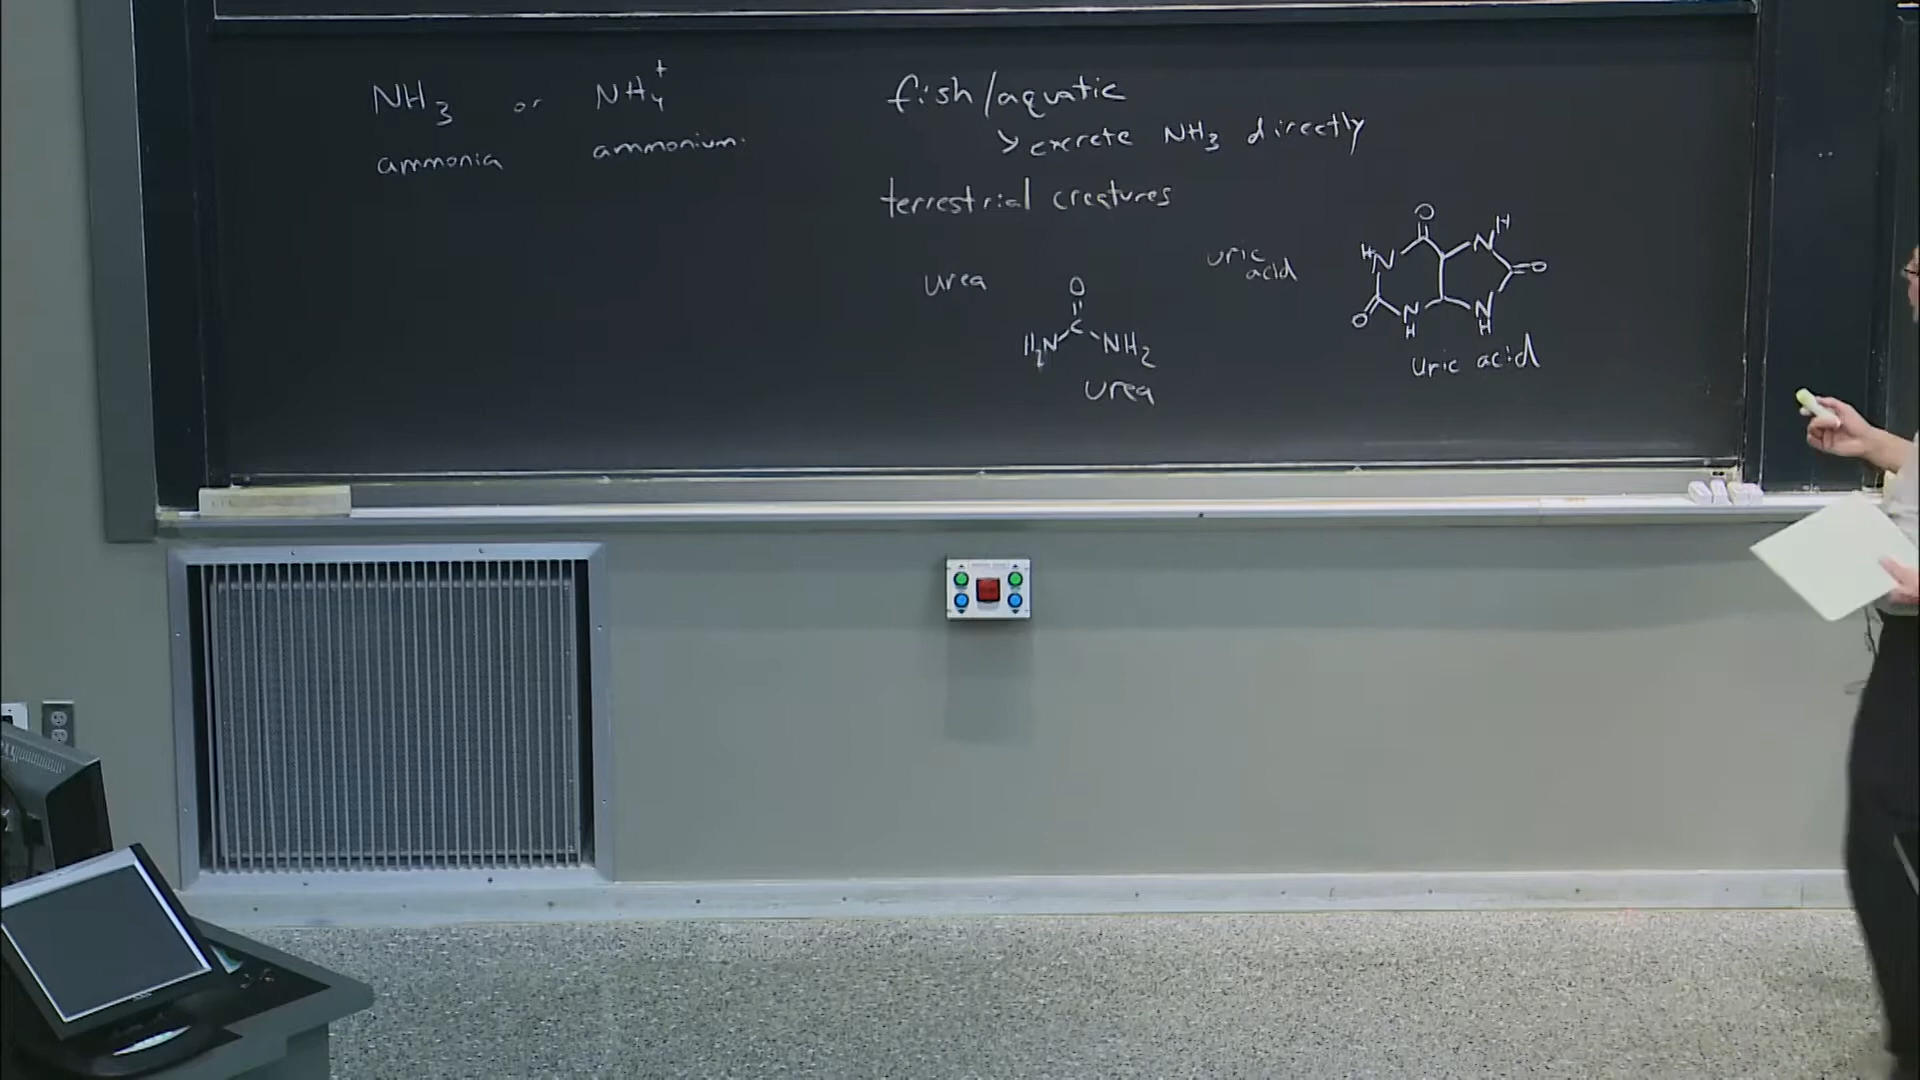 NH3 or NH4+
ammonia ammonium.
fish/aquatic
> excrete NH3 directly
terrestrial creatures
urea
O
C
H2N NH2
urea
uric
acid
O
H
N
N H
O
O
N
H
N
H
uric acid